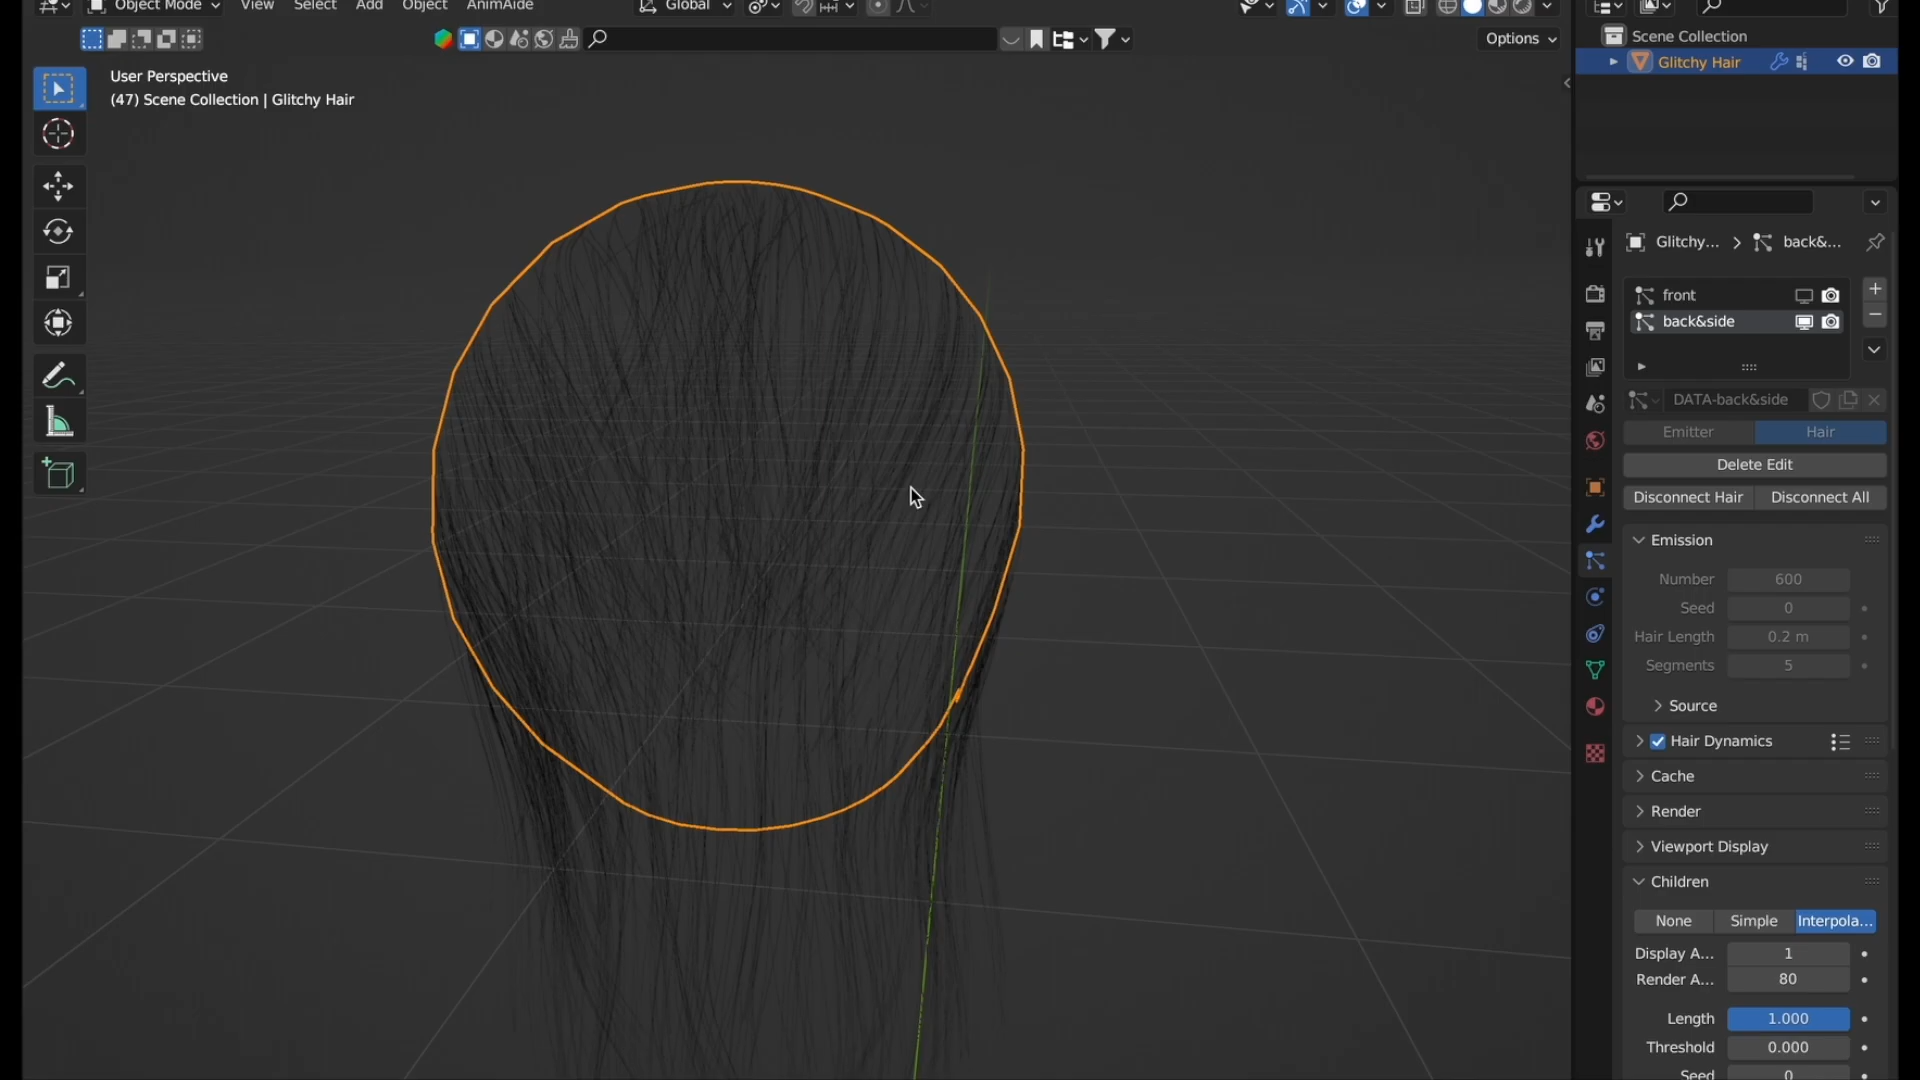 Object Mode View Select Add Object AnimAide Global
Options
User Perspective
(47) Scene Collection | Glitchy Hair
Scene Collection
Glitchy Hair
Glitchy... back&...
front
back&side
DATA-back&side
Emitter Hair
Delete Edit
Disconnect Hair Disconnect All
Emission
Number 600
Seed 0
Hair Length 0.2 m
Segments 5
Source
Hair Dynamics
Cache
Render
Viewport Display
Children
None Simple Interpola...
Display A... 1
Render A... 80
Length 1.000
Threshold 0.000
Seed 0